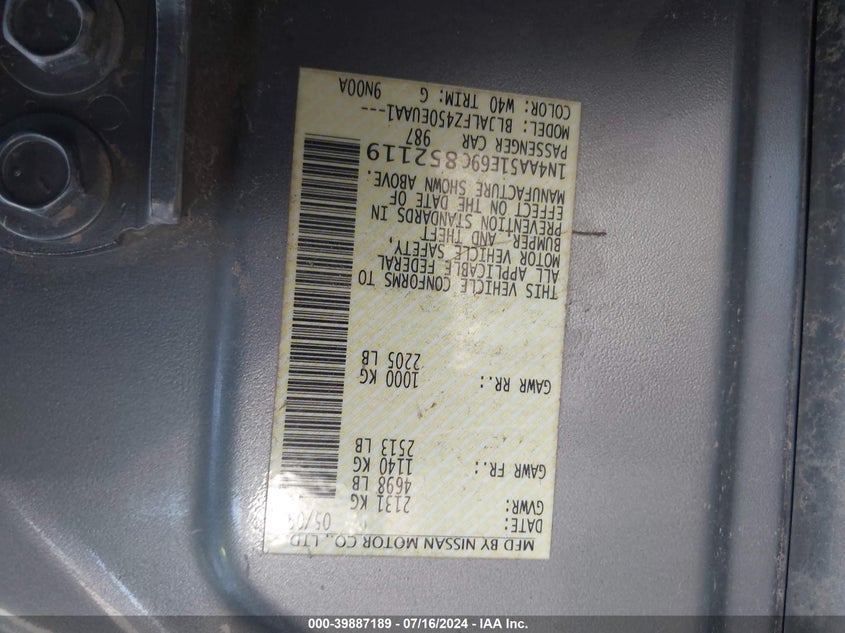 MFD BY NISSAN MOTOR CO., LTD
DATE: 05/0
GVWR: 2131 KG
4698 LB
GAWR FR.: 1140 KG
2513 LB
GAWR RR.: 1000 KG
2205 LB
THIS VEHICLE CONFORMS TO
ALL APPLICABLE FEDERAL
MOTOR VEHICLE SAFETY,
BUMPER AND THEFT
PREVENTION STANDARDS IN
EFFECT ON THE DATE OF
MANUFACTURE SHOWN ABOVE.
1N4AA51E69C852119
PASSENGER CAR 987
MODEL: BLJALFZ450EUAA1---
COLOR: W40 TRIM: G 9N00A
000-39887189 - 07/16/2024 - IAA Inc.